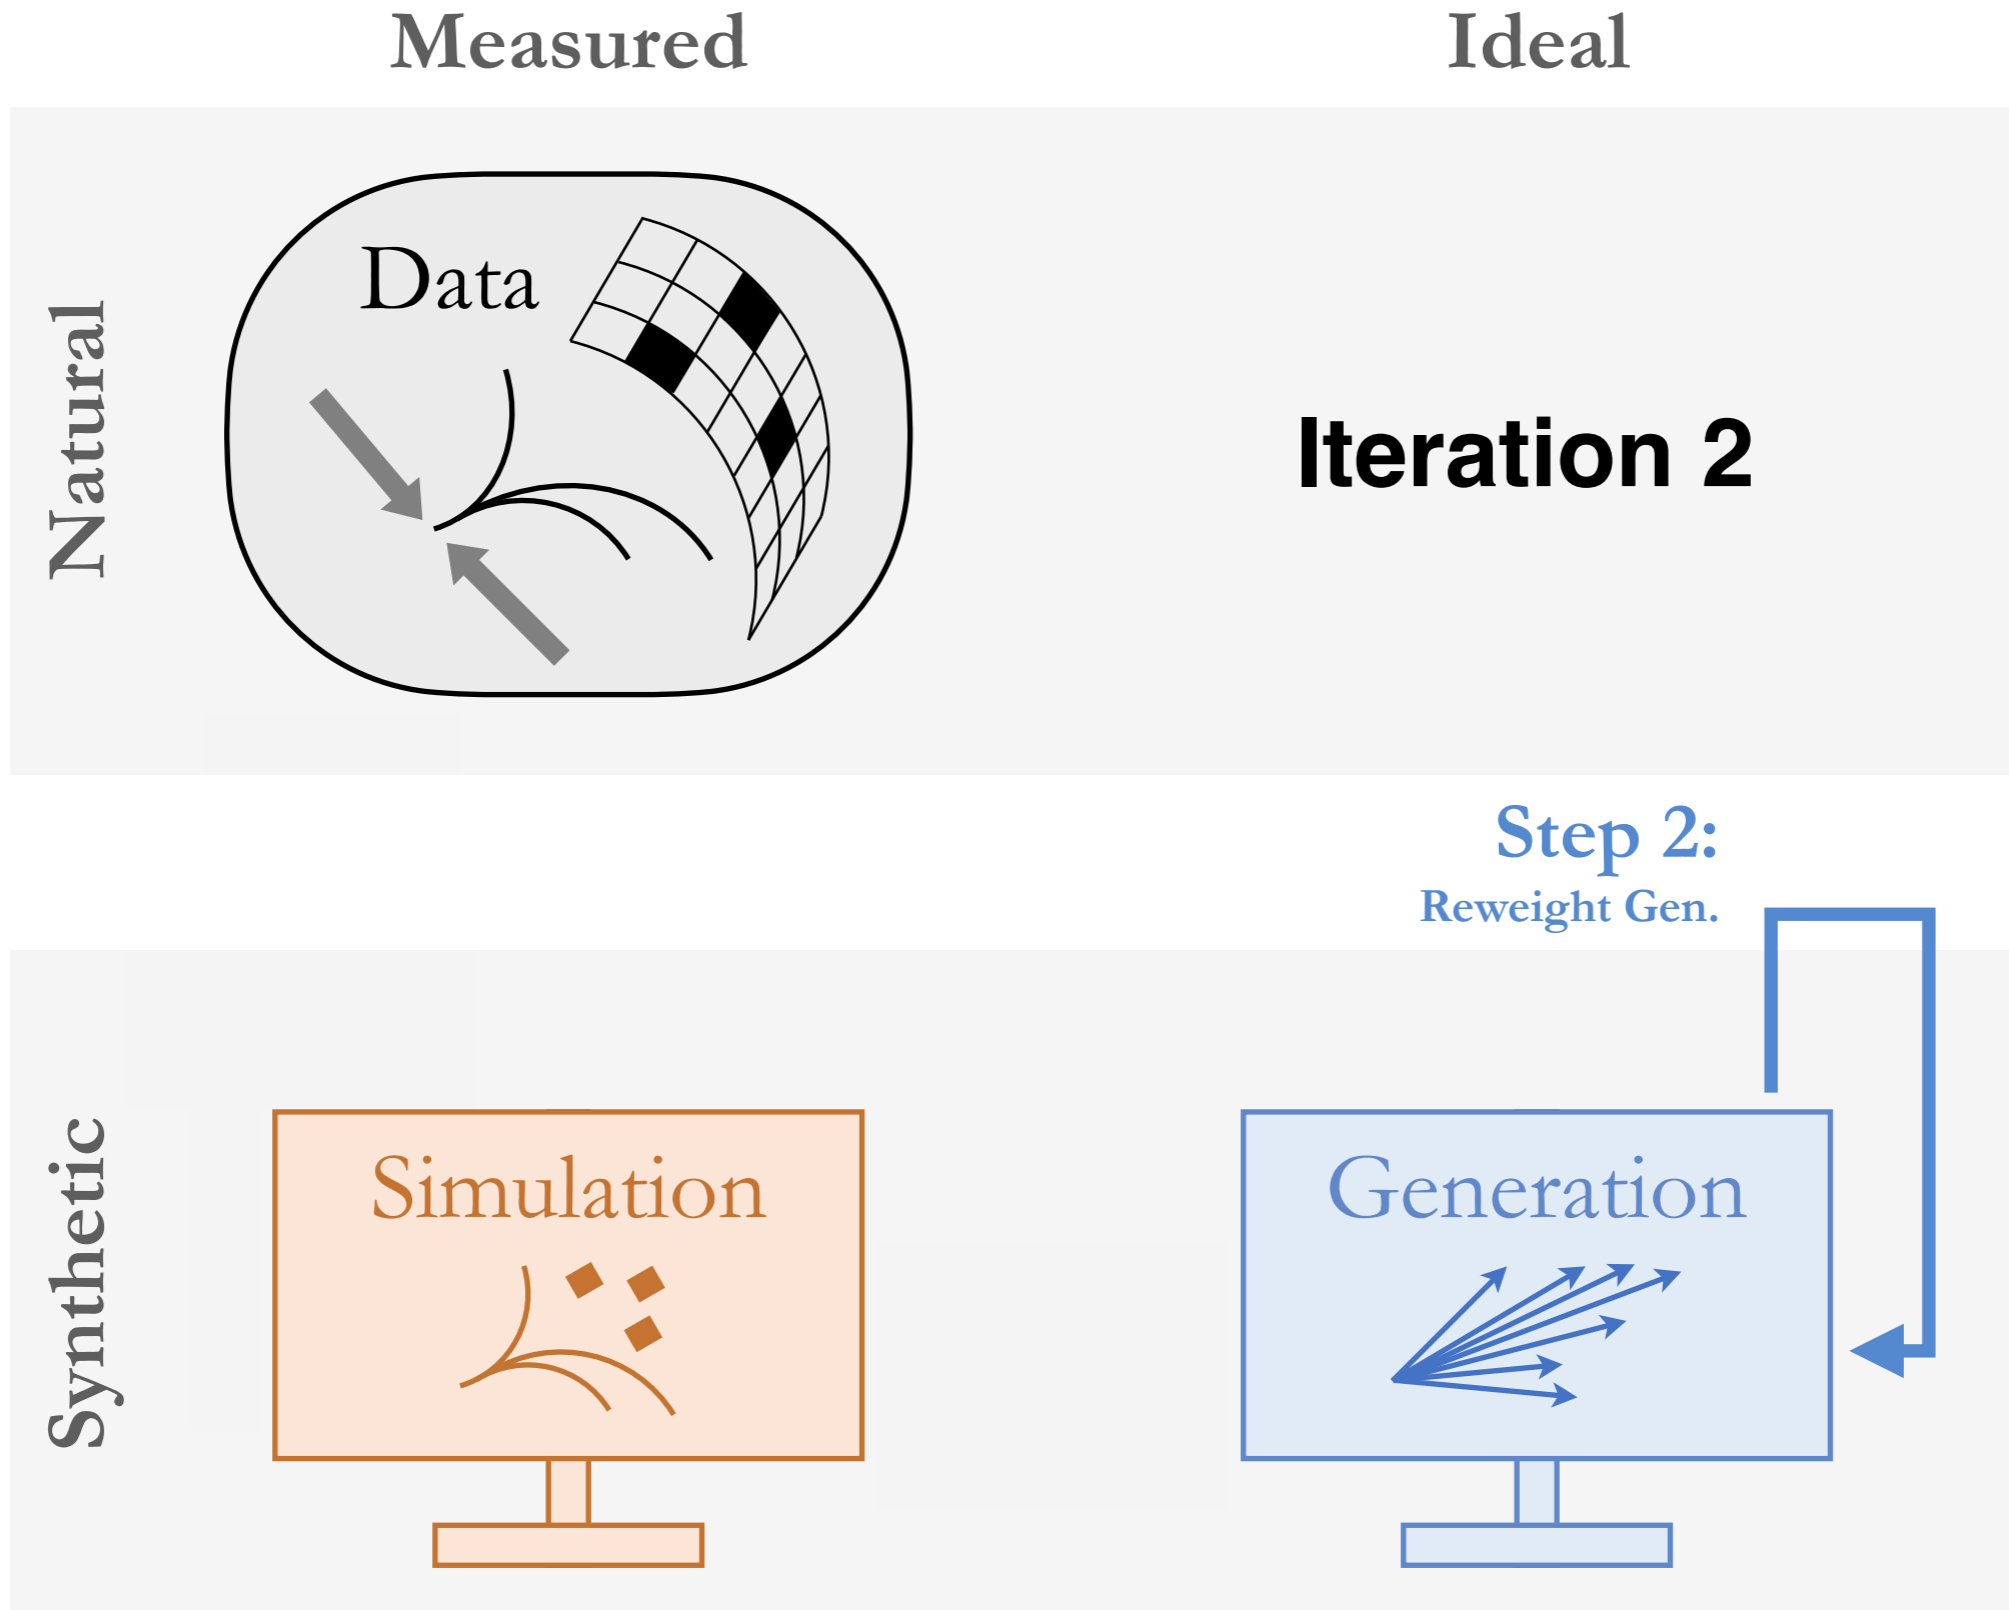 Measured
Ideal
Natural
Data
Iteration 2
Step 2:
Reweight Gen.
Synthetic
Simulation
Generation